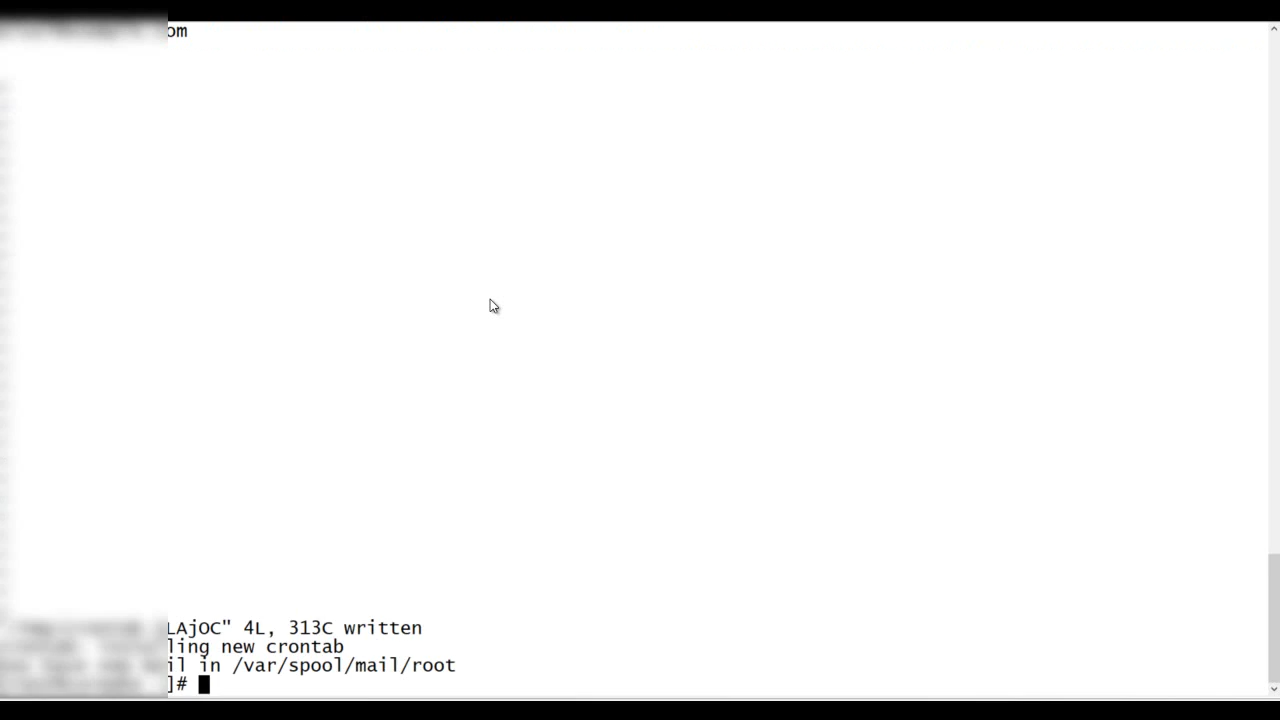 om
LAjOC" 4L, 313C written
ling new crontab
il in /var/spool/mail/root
]#